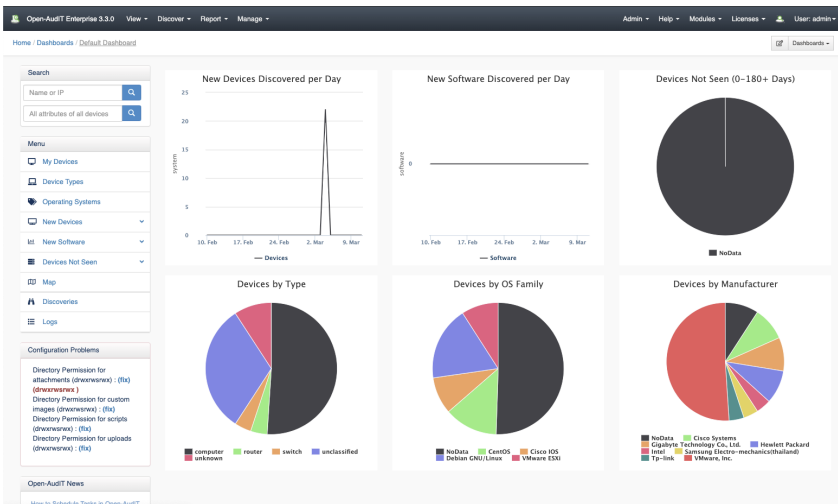 Open-AudIT Enterprise 3.3.0 View Discover Report Manage Admin Help Modules Licenses User: admin
Home / Dashboards / Default Dashboard
Dashboards
Search
Name or IP
All attributes of all devices
Menu
My Devices
Device Types
Operating Systems
New Devices
New Software
Devices Not Seen
Map
Discoveries
Logs
Configuration Problems
Directory Permission for
attachments (drwxrwsrwx) : (fix)
(drwxrwsrwx )
Directory Permission for custom
images (drwxrwsrwx) : (fix)
Directory Permission for scripts
(drwxrwsrwx) : (fix)
Directory Permission for uploads
(drwxrwsrwx) : (fix)
Open-AudIT News
How to Schedule Tasks in Open-AudIT
New Devices Discovered per Day
25
20
15
10
5
0
system
10. Feb 17. Feb 24. Feb 2. Mar 9. Mar
Devices
New Software Discovered per Day
software
0
10. Feb 17. Feb 24. Feb 2. Mar 9. Mar
Software
Devices Not Seen (0-180+ Days)
NoData
Devices by Type
computer router switch unclassified
unknown
Devices by OS Family
NoData CentOS Cisco IOS
Debian GNU/Linux VMware ESXi
Devices by Manufacturer
NoData Cisco Systems
Gigabyte Technology Co., Ltd. Hewlett Packard
Intel Samsung Electro-mechanics(thailand)
Tp-link VMware, Inc.